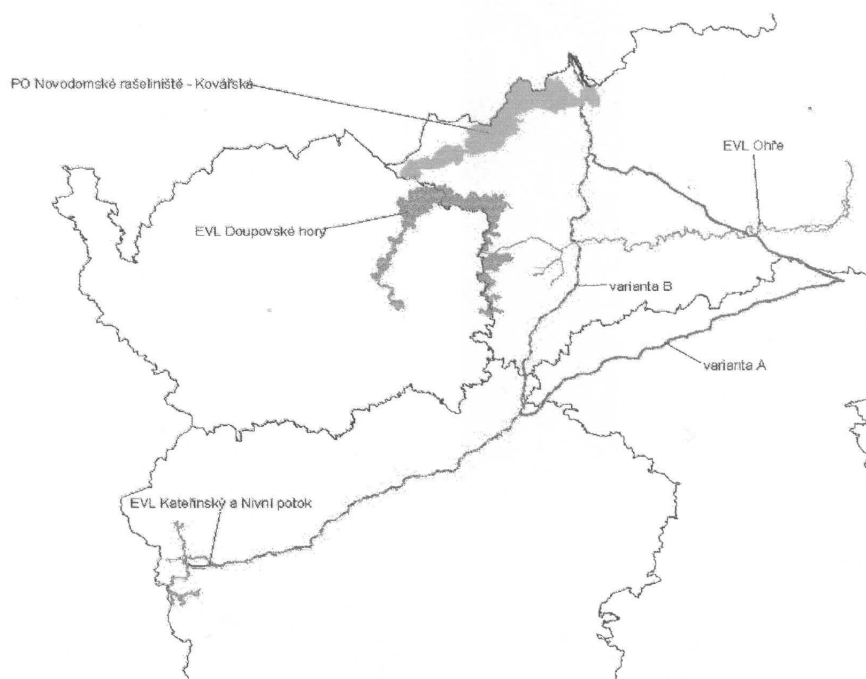 PO Novodomské rašeliniště - Kovářská
EVL Ohře
EVL Doupovské hory
varianta B
varianta A
EVL Kateřinský a Nivní potok